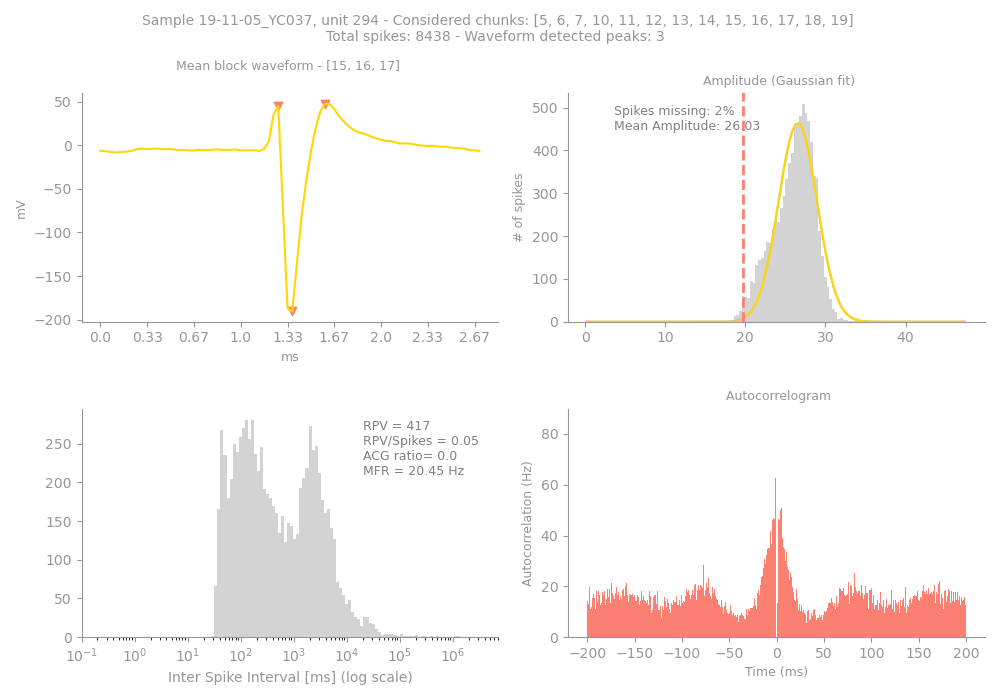 Sample 19-11-05_YC037, unit 294 - Considered chunks: [5, 6, 7, 10, 11, 12, 13, 14, 15, 16, 17, 18, 19]
Total spikes: 8438 - Waveform detected peaks: 3
Mean block waveform - [15, 16, 17]
50
0
−50
−100
−150
−200
mV
0.0 0.33 0.67 1.0 1.33 1.67 2.0 2.33 2.67
ms
Amplitude (Gaussian fit)
Spikes missing: 2%
Mean Amplitude: 26.03
500
400
300
200
100
0
# of spikes
0 10 20 30 40
RPV = 417
RPV/Spikes = 0.05
ACG ratio= 0.0
MFR = 20.45 Hz
250
200
150
100
50
0
10⁻¹ 10⁰ 10¹ 10² 10³ 10⁴ 10⁵ 10⁶
Inter Spike Interval [ms] (log scale)
Autocorrelogram
80
60
40
20
0
Autocorrelation (Hz)
−200 −150 −100 −50 0 50 100 150 200
Time (ms)